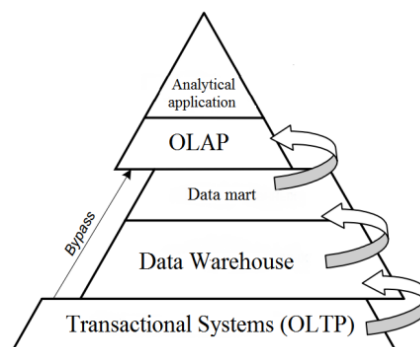 Analytical
application
OLAP
Data mart
Bypass
Data Warehouse
Transactional Systems (OLTP)